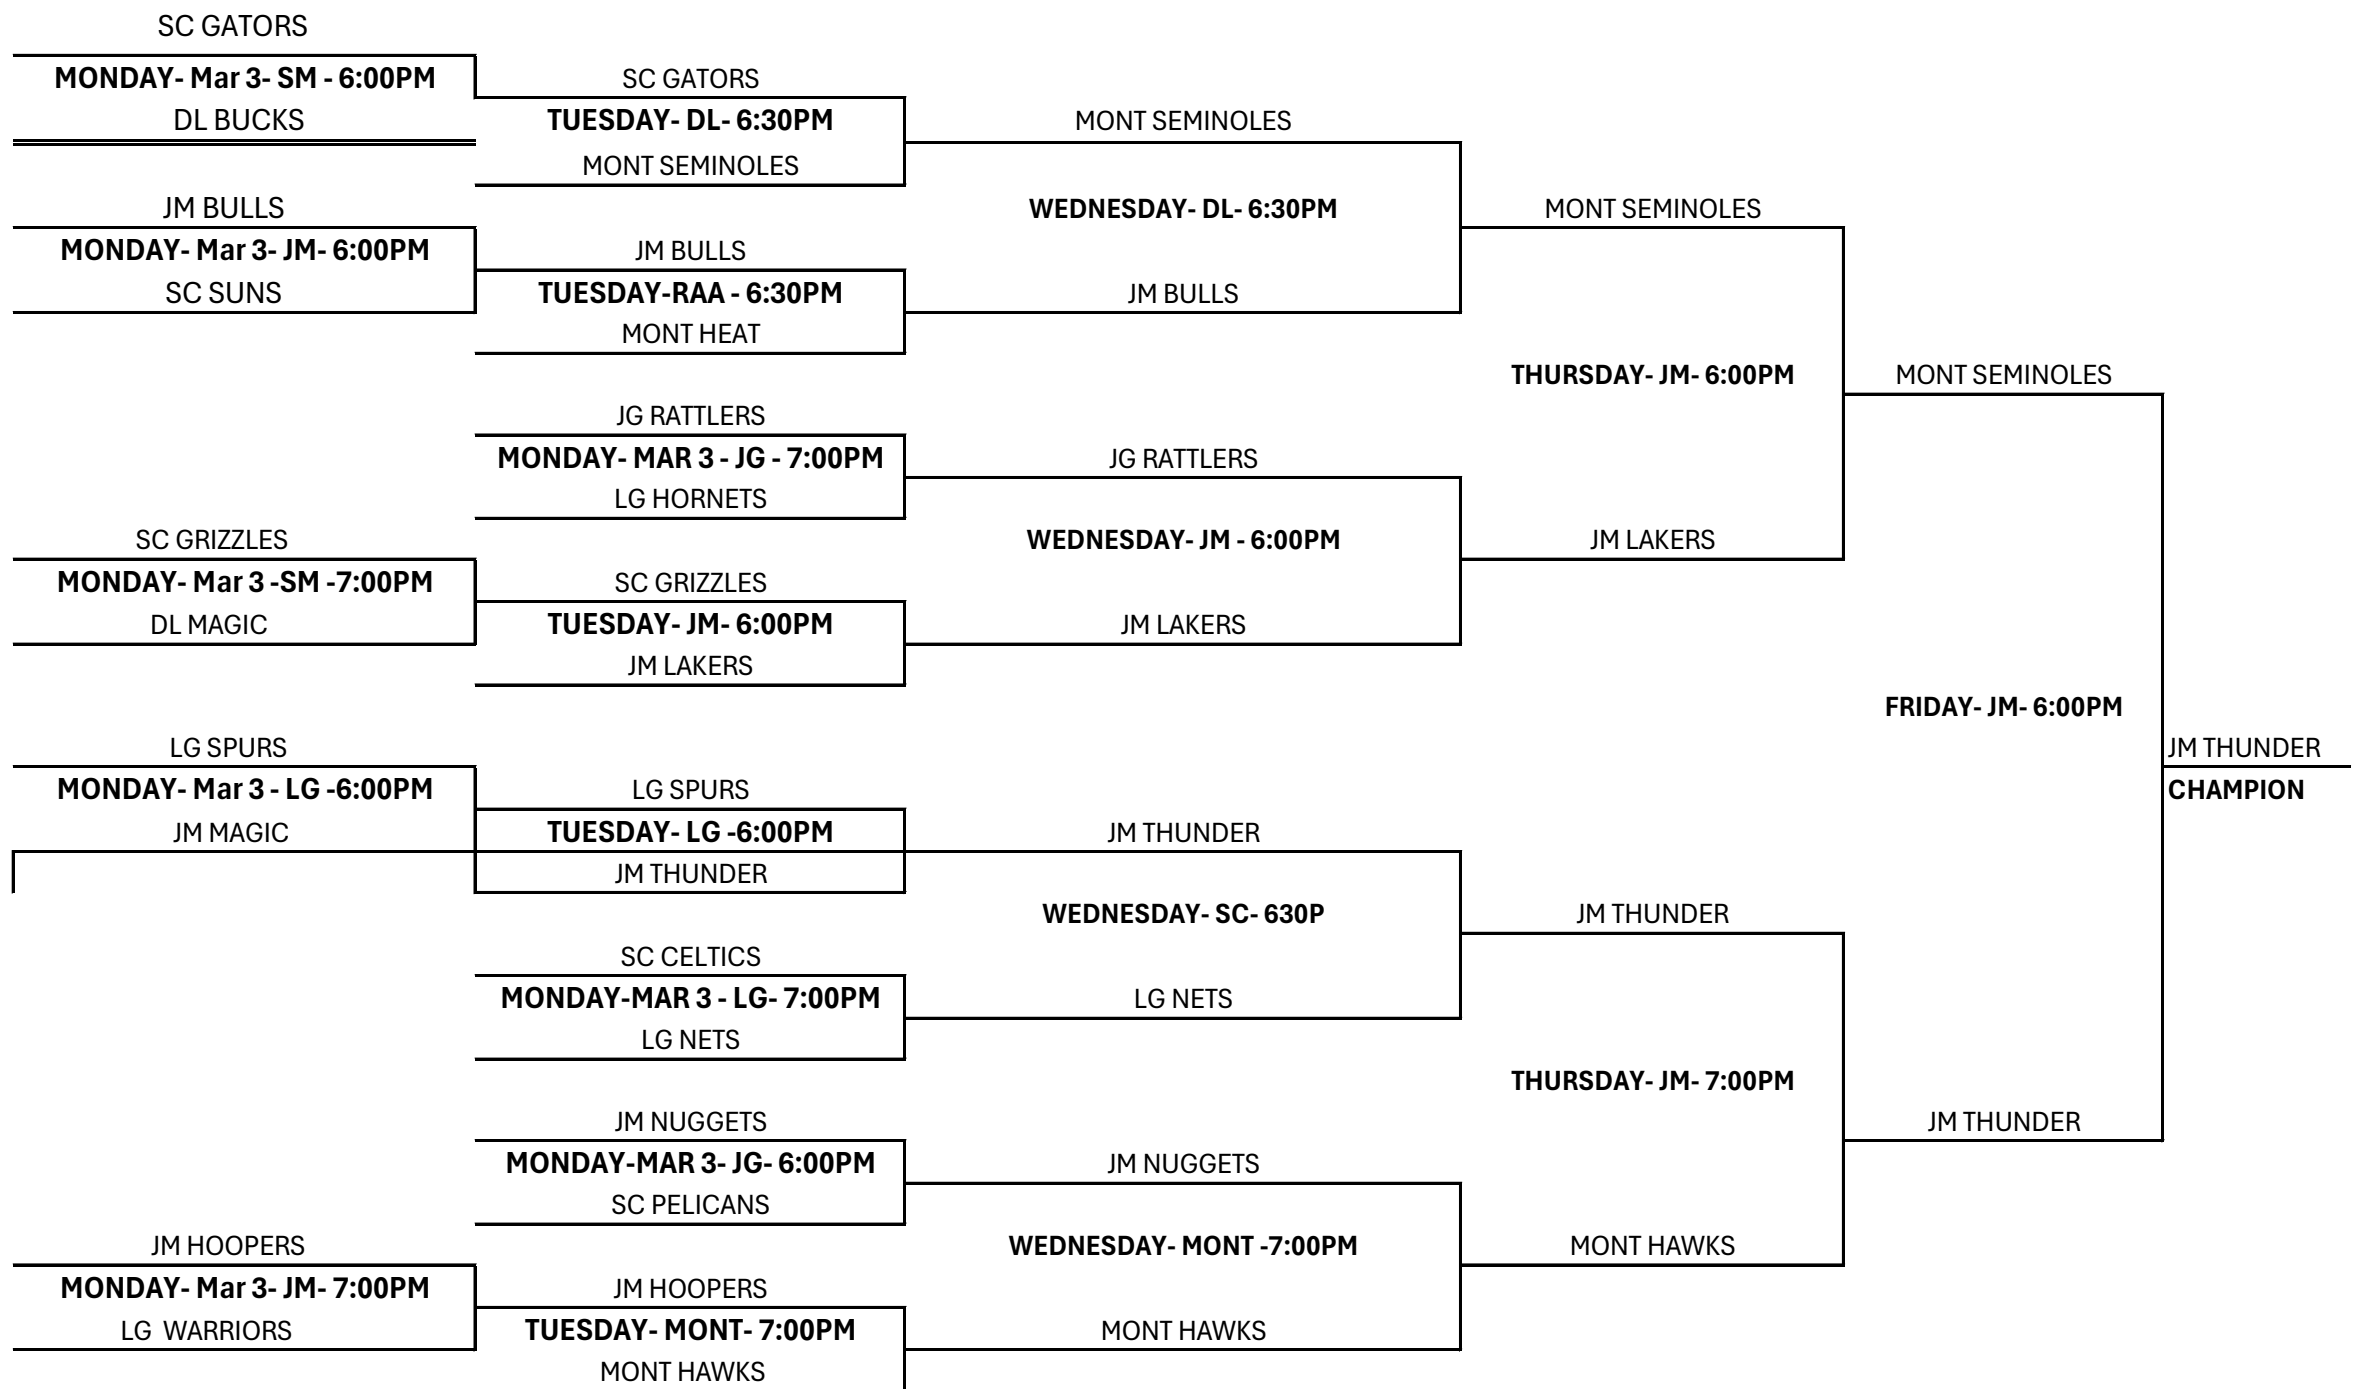 SC GATORS
MONDAY- Mar 3- SM - 6:00PM
DL BUCKS
JM BULLS
MONDAY- Mar 3- JM- 6:00PM
SC SUNS
SC GRIZZLES
MONDAY- Mar 3 -SM -7:00PM
DL MAGIC
LG SPURS
MONDAY- Mar 3 - LG -6:00PM
JM MAGIC
JM HOOPERS
MONDAY- Mar 3- JM- 7:00PM
LG WARRIORS
SC GATORS
TUESDAY- DL- 6:30PM
MONT SEMINOLES
JM BULLS
TUESDAY-RAA - 6:30PM
MONT HEAT
JG RATTLERS
MONDAY- MAR 3 - JG - 7:00PM
LG HORNETS
SC GRIZZLES
TUESDAY- JM- 6:00PM
JM LAKERS
LG SPURS
TUESDAY- LG -6:00PM
JM THUNDER
SC CELTICS
MONDAY-MAR 3 - LG- 7:00PM
LG NETS
JM NUGGETS
MONDAY-MAR 3- JG- 6:00PM
SC PELICANS
JM HOOPERS
TUESDAY- MONT- 7:00PM
MONT HAWKS
MONT SEMINOLES
WEDNESDAY- DL- 6:30PM
JM BULLS
JG RATTLERS
WEDNESDAY- JM - 6:00PM
JM LAKERS
JM THUNDER
WEDNESDAY- SC- 630P
LG NETS
JM NUGGETS
WEDNESDAY- MONT -7:00PM
MONT HAWKS
MONT SEMINOLES
THURSDAY- JM- 6:00PM
JM LAKERS
JM THUNDER
THURSDAY- JM- 7:00PM
MONT HAWKS
MONT SEMINOLES
FRIDAY- JM- 6:00PM
JM THUNDER
JM THUNDER
CHAMPION